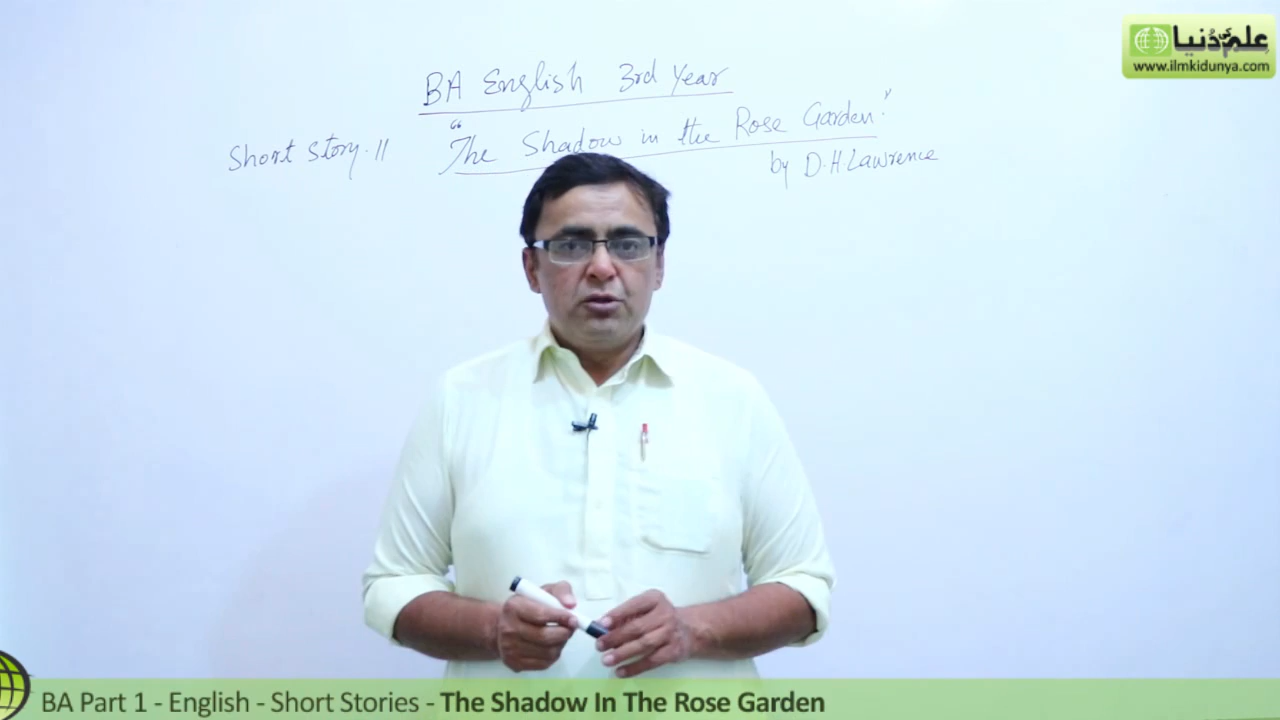 علم کی دنیا
www.ilmkidunya.com
BA English 3rd Year
Short Story. 11 "The Shadow in the Rose Garden."
by D.H Lawrence
BA Part 1 - English - Short Stories - The Shadow In The Rose Garden